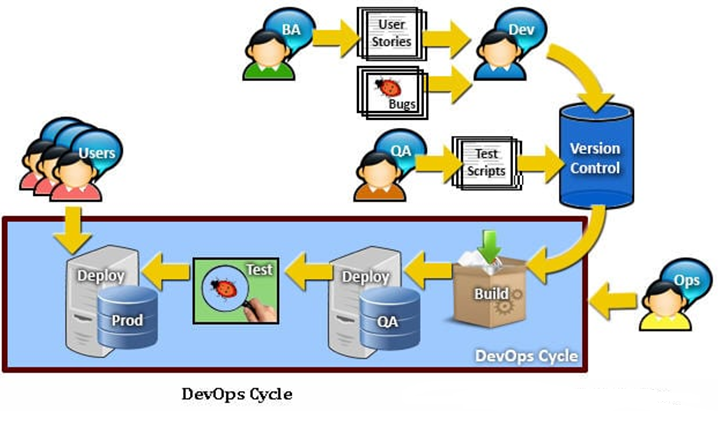 BA
User
Stories
Dev
Bugs
QA
Test
Scripts
Version
Control
Users
Deploy
Prod
Test
Deploy
QA
Build
Ops
DevOps Cycle
DevOps Cycle